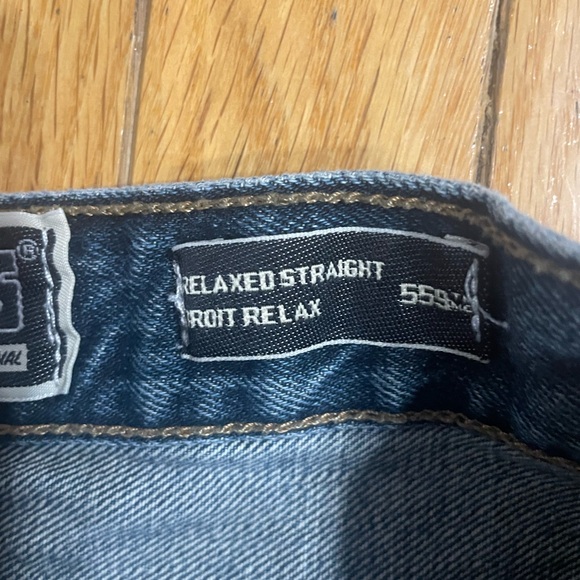 RELAXED STRAIGHT
DROIT RELAX
559
®